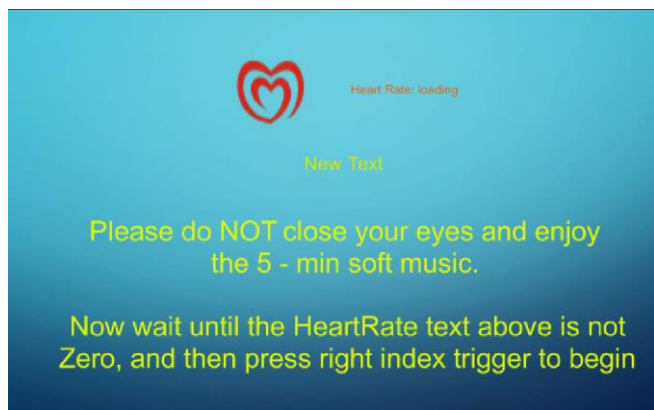 Heart Rate: loading
New Text
Please do NOT close your eyes and enjoy
the 5 - min soft music.
Now wait until the HeartRate text above is not
Zero, and then press right index trigger to begin